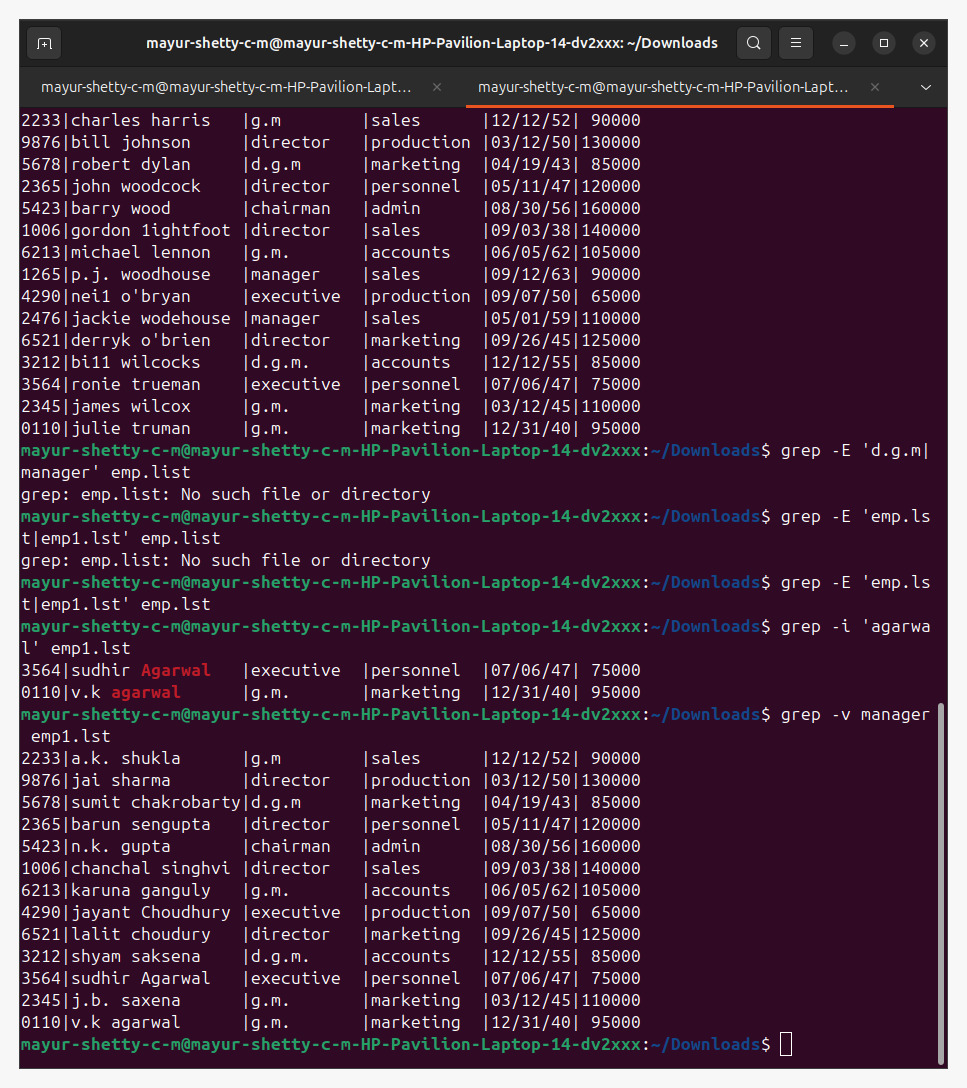 mayur-shetty-c-m@mayur-shetty-c-m-HP-Pavilion-Laptop-14-dv2xxx: ~/Downloads
mayur-shetty-c-m@mayur-shetty-c-m-HP-Pavilion-Lapt... mayur-shetty-c-m@mayur-shetty-c-m-HP-Pavilion-Lapt...
2233|charles harris   |g.m        |sales      |12/12/52| 90000
9876|bill johnson     |director   |production |03/12/50|130000
5678|robert dylan     |d.g.m      |marketing  |04/19/43| 85000
2365|john woodcock    |director   |personnel  |05/11/47|120000
5423|barry wood       |chairman   |admin      |08/30/56|160000
1006|gordon 1ightfoot |director   |sales      |09/03/38|140000
6213|michael lennon   |g.m.       |accounts   |06/05/62|105000
1265|p.j. woodhouse   |manager    |sales      |09/12/63| 90000
4290|nei1 o'bryan     |executive  |production |09/07/50| 65000
2476|jackie wodehouse |manager    |sales      |05/01/59|110000
6521|derryk o'brien   |director   |marketing  |09/26/45|125000
3212|bi11 wilcocks    |d.g.m.     |accounts   |12/12/55| 85000
3564|ronie trueman    |executive  |personnel  |07/06/47| 75000
2345|james wilcox     |g.m.       |marketing  |03/12/45|110000
0110|julie truman     |g.m.       |marketing  |12/31/40| 95000
mayur-shetty-c-m@mayur-shetty-c-m-HP-Pavilion-Laptop-14-dv2xxx:~/Downloads$ grep -E 'd.g.m|
manager' emp.list
grep: emp.list: No such file or directory
mayur-shetty-c-m@mayur-shetty-c-m-HP-Pavilion-Laptop-14-dv2xxx:~/Downloads$ grep -E 'emp.ls
t|emp1.lst' emp.list
grep: emp.list: No such file or directory
mayur-shetty-c-m@mayur-shetty-c-m-HP-Pavilion-Laptop-14-dv2xxx:~/Downloads$ grep -E 'emp.ls
t|emp1.lst' emp.lst
mayur-shetty-c-m@mayur-shetty-c-m-HP-Pavilion-Laptop-14-dv2xxx:~/Downloads$ grep -i 'agarwa
l' emp1.lst
3564|sudhir Agarwal   |executive  |personnel  |07/06/47| 75000
0110|v.k agarwal      |g.m.       |marketing  |12/31/40| 95000
mayur-shetty-c-m@mayur-shetty-c-m-HP-Pavilion-Laptop-14-dv2xxx:~/Downloads$ grep -v manager
 emp1.lst
2233|a.k. shukla      |g.m        |sales      |12/12/52| 90000
9876|jai sharma       |director   |production |03/12/50|130000
5678|sumit chakrobarty|d.g.m      |marketing  |04/19/43| 85000
2365|barun sengupta   |director   |personnel  |05/11/47|120000
5423|n.k. gupta       |chairman   |admin      |08/30/56|160000
1006|chanchal singhvi |director   |sales      |09/03/38|140000
6213|karuna ganguly   |g.m.       |accounts   |06/05/62|105000
4290|jayant Choudhury |executive  |production |09/07/50| 65000
6521|lalit choudury   |director   |marketing  |09/26/45|125000
3212|shyam saksena    |d.g.m.     |accounts   |12/12/55| 85000
3564|sudhir Agarwal   |executive  |personnel  |07/06/47| 75000
2345|j.b. saxena      |g.m.       |marketing  |03/12/45|110000
0110|v.k agarwal      |g.m.       |marketing  |12/31/40| 95000
mayur-shetty-c-m@mayur-shetty-c-m-HP-Pavilion-Laptop-14-dv2xxx:~/Downloads$